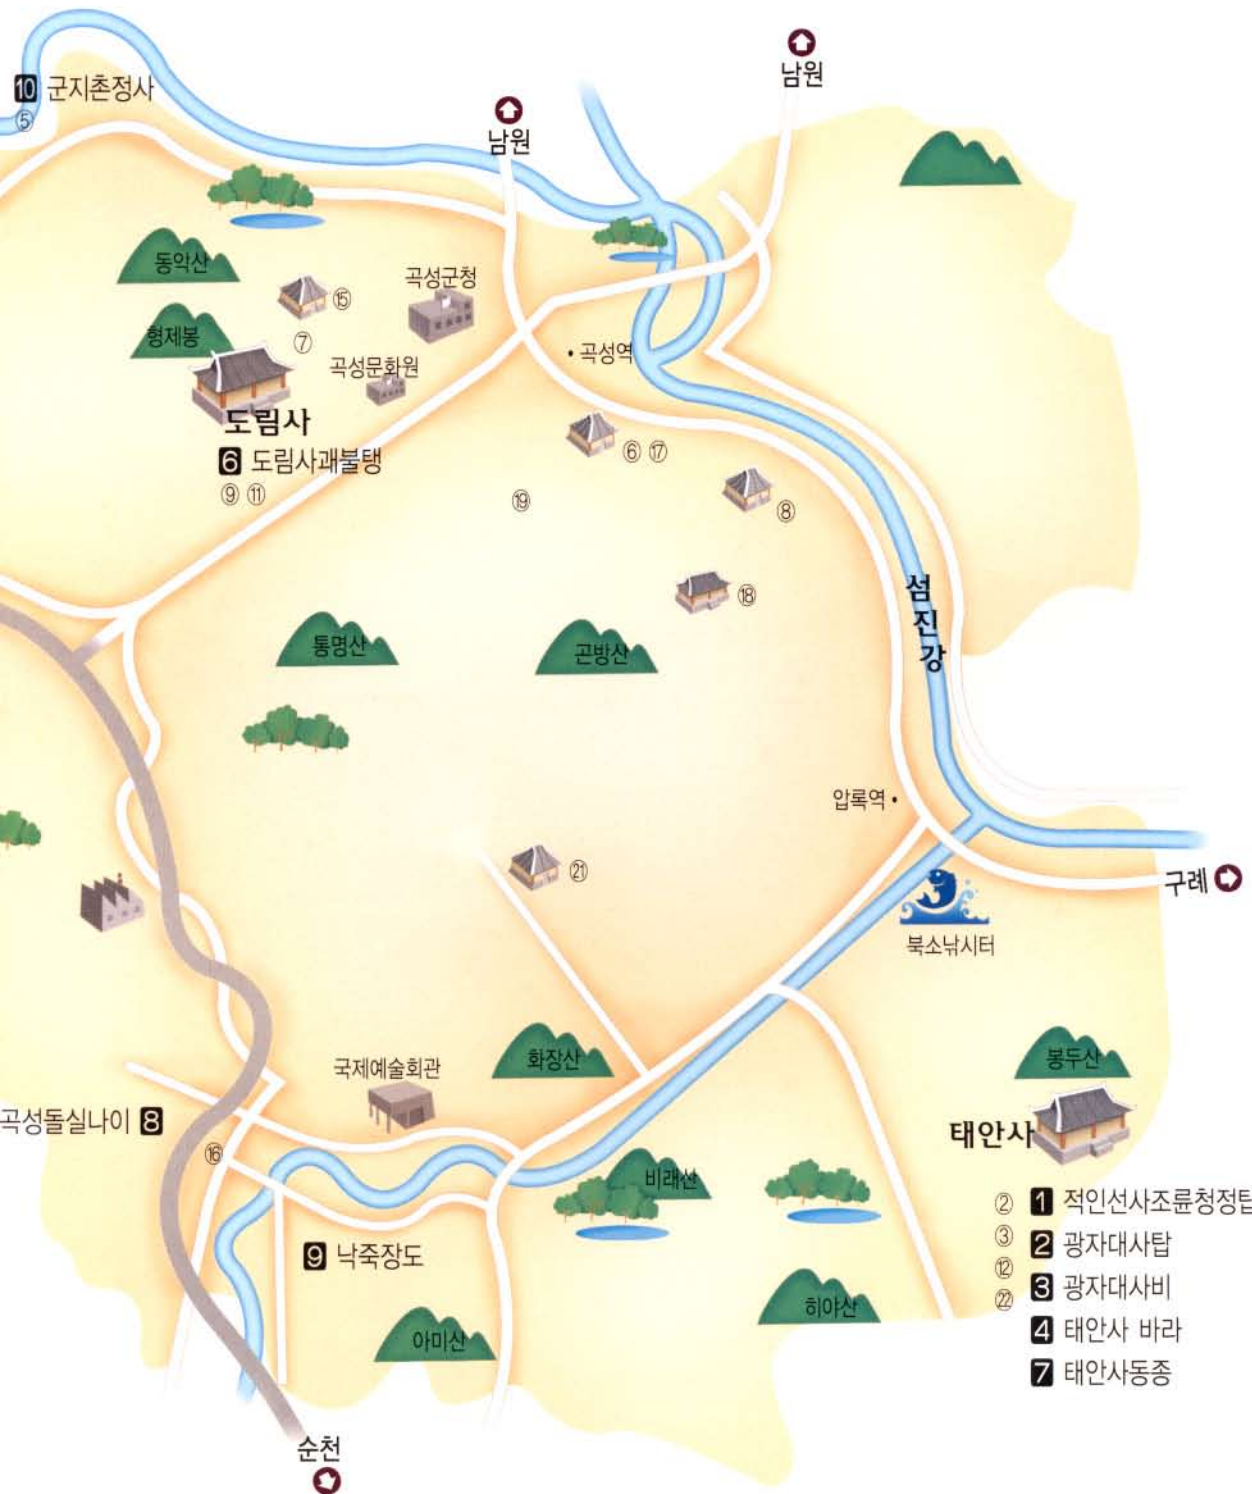 남원
남원
10 군지촌정사
⑤
동악산
형제봉
⑮
⑦
곡성군청
곡성문화원
곡성역
도림사
6 도림사괘불탱
⑨ ⑪
⑥ ⑰
⑲
⑧
⑱
섬진강
통명산
곤방산
압록역
㉑
구례
북소낚시터
화장산
국제예술회관
곡성돌실나이 8
⑯
봉두산
태안사
비래산
② 1 적인선사조륜청정탑
③ 2 광자대사탑
⑫ 3 광자대사비
㉒
4 태안사 바라
7 태안사동종
9 낙죽장도
히야산
아미산
순천